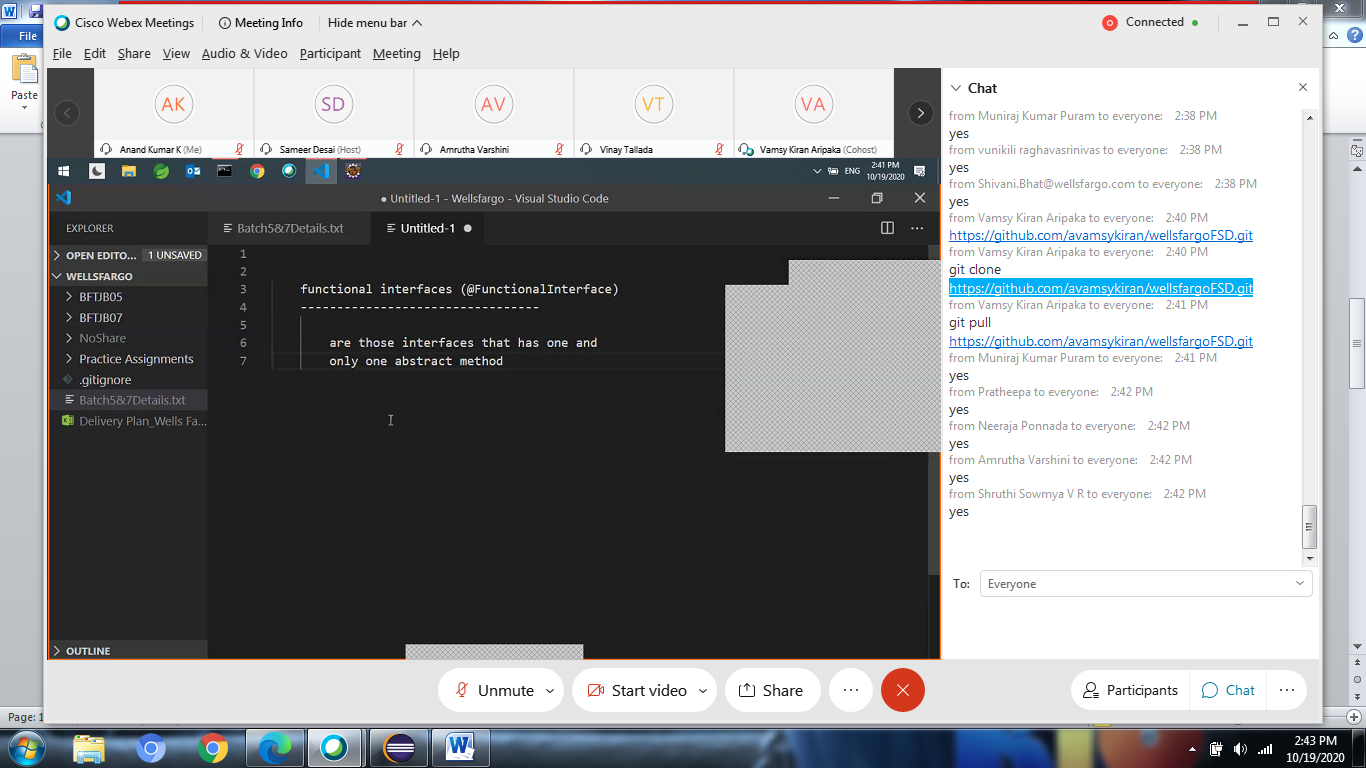 File
Paste
Page: 1
Cisco Webex Meetings
Meeting Info
Hide menu bar
Connected
File Edit Share View Audio & Video Participant Meeting Help
AK
SD
AV
VT
VA
Anand Kumar K (Me)
Sameer Desai (Host)
Amrutha Varshini
Vinay Tallada
Vamsy Kiran Aripaka (Cohost)
ENG
2:41 PM
10/19/2020
● Untitled-1 - Wellsfargo - Visual Studio Code
EXPLORER
Batch5&7Details.txt
Untitled-1
OPEN EDITO...
1 UNSAVED
WELLSFARGO
BFTJB05
BFTJB07
NoShare
Practice Assignments
.gitignore
Batch5&7Details.txt
Delivery Plan_Wells Fa...
OUTLINE
1
2
3 functional interfaces (@FunctionalInterface)
4 ---------------------------------
5
6 are those interfaces that has one and
7 only one abstract method
Chat
from Muniraj Kumar Puram to everyone: 2:38 PM
yes
from vunikili raghavasrinivas to everyone: 2:38 PM
yes
from Shivani.Bhat@wellsfargo.com to everyone: 2:38 PM
yes
from Vamsy Kiran Aripaka to everyone: 2:40 PM
https://github.com/avamsykiran/wellsfargoFSD.git
from Vamsy Kiran Aripaka to everyone: 2:40 PM
git clone
https://github.com/avamsykiran/wellsfargoFSD.git
from Vamsy Kiran Aripaka to everyone: 2:41 PM
git pull
https://github.com/avamsykiran/wellsfargoFSD.git
from Muniraj Kumar Puram to everyone: 2:41 PM
yes
from Pratheepa to everyone: 2:42 PM
yes
from Neeraja Ponnada to everyone: 2:42 PM
yes
from Amrutha Varshini to everyone: 2:42 PM
yes
from Shruthi Sowmya V R to everyone: 2:42 PM
yes
To: Everyone
Unmute
Start video
Share
Participants
Chat
2:43 PM
10/19/2020